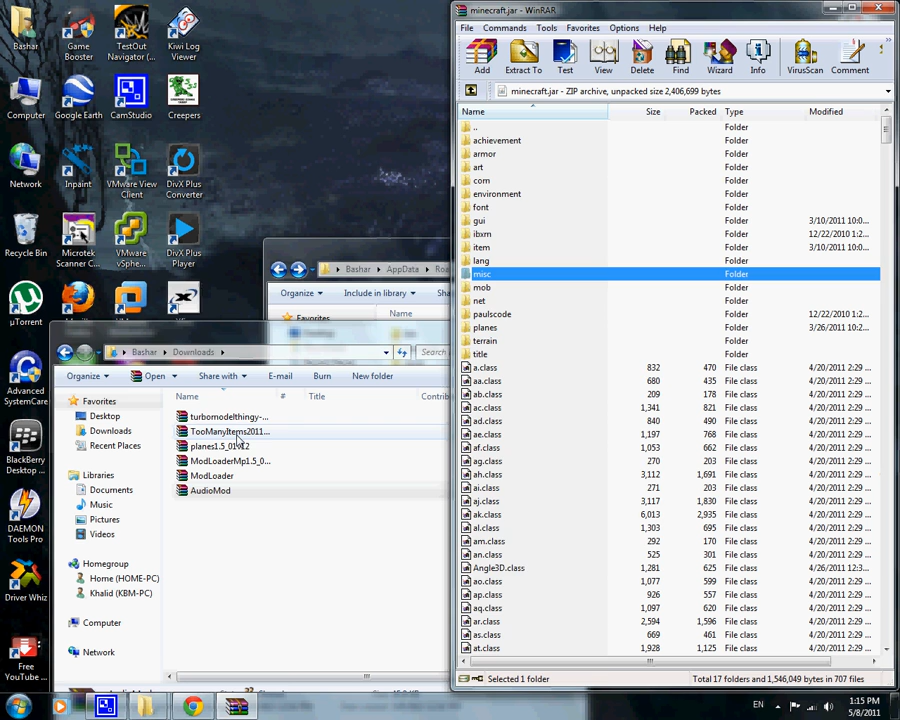 Bashar
Game
Booster
TestOut
Navigator (...
Kiwi Log
Viewer
Computer
Google Earth
CamStudio
Creepers
Network
Inpaint
VMware View
Client
DivX Plus
Converter
Recycle Bin
Microtek
Scanner C...
VMware
vSphe...
DivX Plus
Player
µTorrent
Advanced
SystemCare
BlackBerry
Desktop ...
DAEMON
Tools Pro
Driver Whiz
Free
YouTube ...
Bashar ▸ AppData ▸ Roa
Organize ▾ Include in library ▾ Shar
Favorites
Name
Bashar ▸ Downloads ▸
Search
Organize ▾ Open ▾ Share with ▾ E-mail Burn New folder
Name # Title Contrib
Favorites
Desktop
Downloads
Recent Places
Libraries
Documents
Music
Pictures
Videos
Homegroup
Home (HOME-PC)
Khalid (KBM-PC)
Computer
Network
turbomodelthingy-...
TooManyItems2011...
planes1.5_01v12
ModLoaderMp1.5_0...
ModLoader
AudioMod
minecraft.jar - WinRAR
File Commands Tools Favorites Options Help
Add Extract To Test View Delete Find Wizard Info VirusScan Comment
minecraft.jar - ZIP archive, unpacked size 2,406,699 bytes
Name Size Packed Type Modified
.. Folder
achievement Folder
armor Folder
art Folder
com Folder
environment Folder
font Folder
gui Folder 3/10/2011 10:0...
ibxm Folder 12/22/2010 1:2...
item Folder 3/10/2011 10:0...
lang Folder
misc Folder
mob Folder
net Folder
paulscode Folder 12/22/2010 1:2...
planes Folder 3/26/2011 10:2...
terrain Folder
title Folder
a.class 832 470 File class 4/20/2011 2:29 ...
aa.class 680 435 File class 4/20/2011 2:29 ...
ab.class 209 178 File class 4/20/2011 2:29 ...
ac.class 1,341 821 File class 4/20/2011 2:29 ...
ad.class 1,491 920 File class 4/20/2011 2:29 ...
ae.class 1,197 768 File class 4/20/2011 2:29 ...
af.class 1,053 662 File class 4/20/2011 2:29 ...
ag.class 270 203 File class 4/20/2011 2:29 ...
ah.class 3,112 1,691 File class 4/20/2011 2:29 ...
ai.class 271 203 File class 4/20/2011 2:29 ...
aj.class 3,117 1,830 File class 4/20/2011 2:29 ...
ak.class 6,013 2,935 File class 4/20/2011 2:29 ...
al.class 1,303 695 File class 4/20/2011 2:29 ...
am.class 292 170 File class 4/20/2011 2:29 ...
an.class 525 301 File class 4/20/2011 2:29 ...
Angle3D.class 1,281 625 File class 4/26/2011 12:3...
ao.class 1,077 599 File class 4/20/2011 2:29 ...
ap.class 926 557 File class 4/20/2011 2:29 ...
aq.class 1,097 620 File class 4/20/2011 2:29 ...
ar.class 2,594 1,596 File class 4/20/2011 2:29 ...
as.class 669 461 File class 4/20/2011 2:29 ...
at.class 1,928 1,125 File class 4/20/2011 2:29 ...
Selected 1 folder Total 17 folders and 1,546,049 bytes in 707 files
EN 1:15 PM
5/8/2011